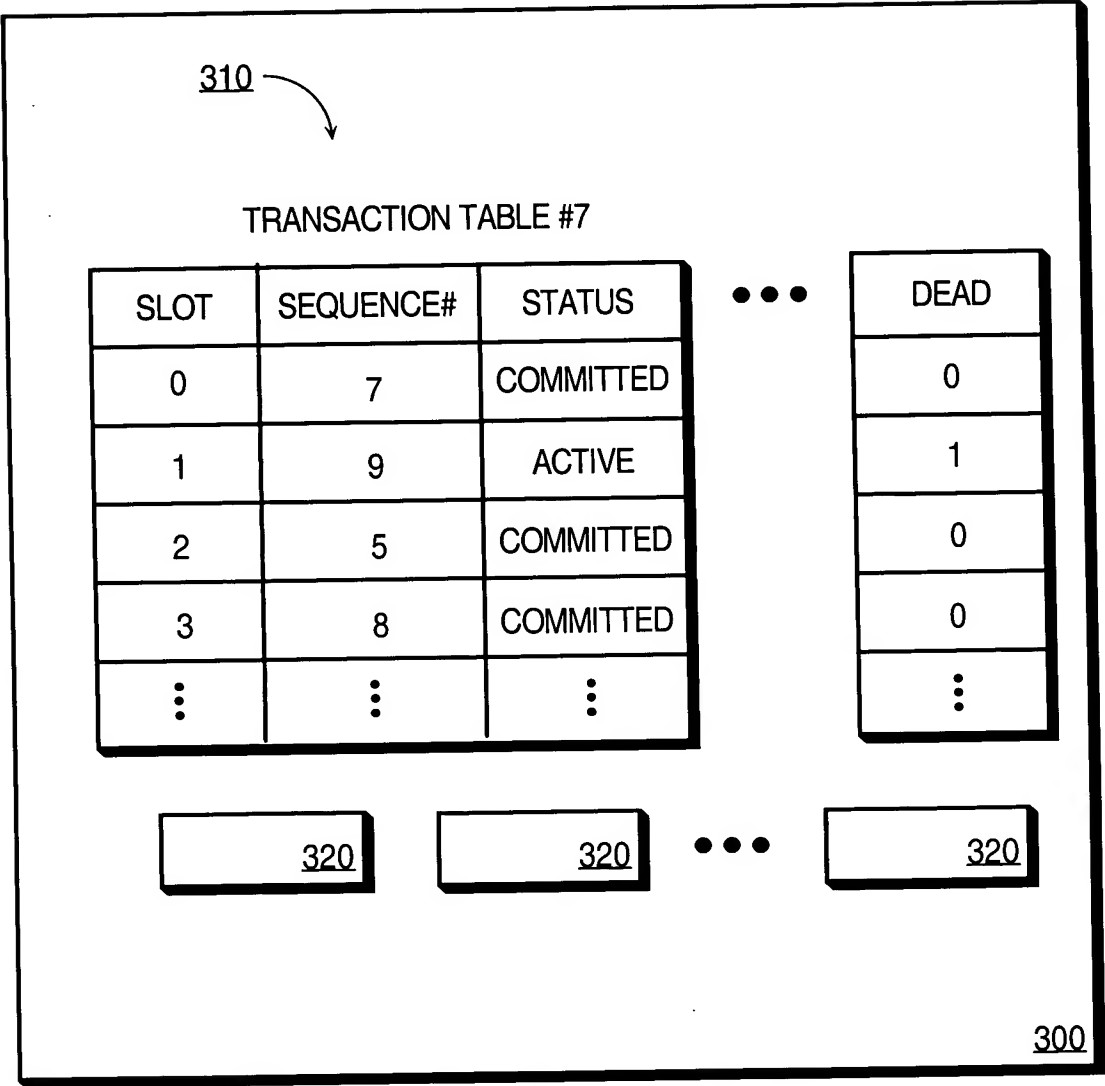 310
TRANSACTION TABLE #7
SLOT SEQUENCE# STATUS DEAD
0 7 COMMITTED 0
1 9 ACTIVE 1
2 5 COMMITTED 0
3 8 COMMITTED 0
320 320 320
300